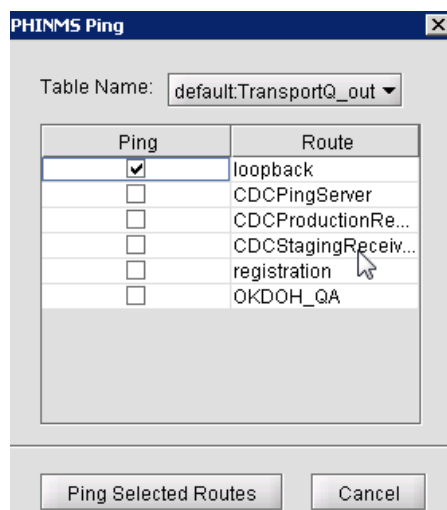 PHINMS Ping
Table Name: default:TransportQ_out
Ping Route
loopback
CDCPingServer
CDCProductionRe...
CDCStagingReceiv...
registration
OKDOH_QA
Ping Selected Routes Cancel